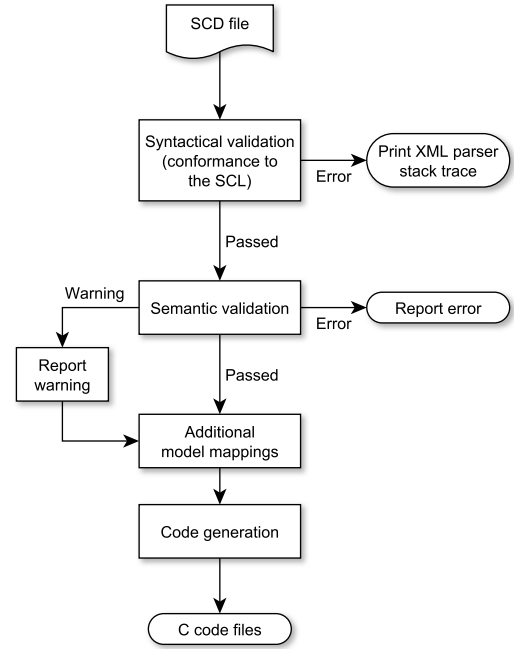 SCD file
Syntactical validation
(conformance to
the SCL)
Error
Print XML parser
stack trace
Passed
Warning
Semantic validation
Error
Report error
Report
warning
Passed
Additional
model mappings
Code generation
C code files